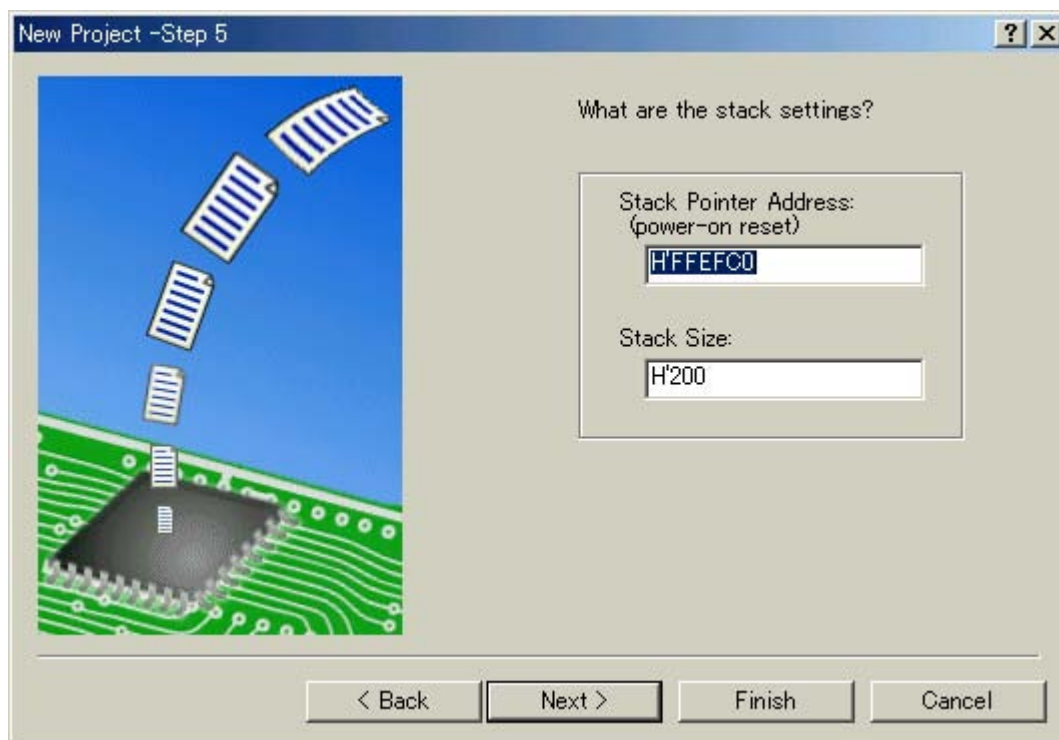 New Project -Step 5
What are the stack settings?
Stack Pointer Address:
(power-on reset)
H'FFEFC0
Stack Size:
H'200
< Back
Next >
Finish
Cancel